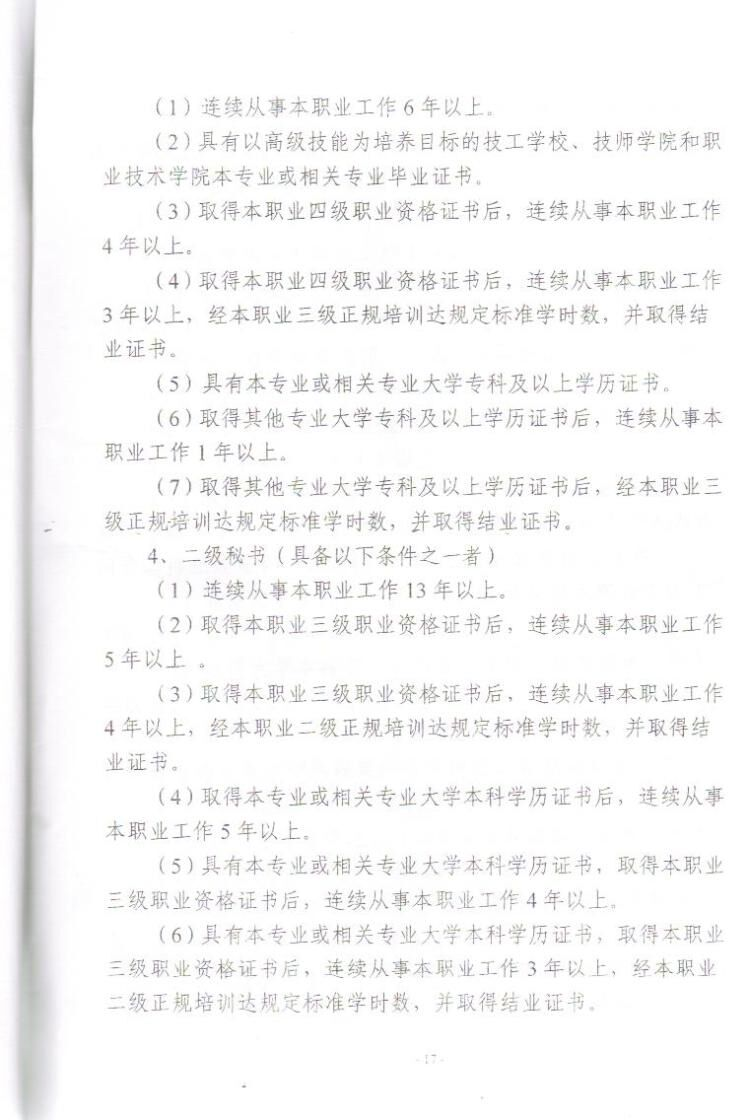 （1）连续从事本职业工作 6 年以上。
（2）具有以高级技能为培养目标的技工学校、技师学院和职
业技术学院本专业或相关专业毕业证书。
（3）取得本职业四级职业资格证书后，连续从事本职业工作
4 年以上。
（4）取得本职业四级职业资格证书后，连续从事本职业工作
3 年以上，经本职业三级正规培训达规定标准学时数，并取得结
业证书。
（5）具有本专业或相关专业大学专科及以上学历证书。
（6）取得其他专业大学专科及以上学历证书后，连续从事本
职业工作 1 年以上。
（7）取得其他专业大学专科及以上学历证书后，经本职业三
级正规培训达规定标准学时数，并取得结业证书。
4、二级秘书（具备以下条件之一者）
（1）连续从事本职业工作 13 年以上。
（2）取得本职业三级职业资格证书后，连续从事本职业工作
5 年以上 。
（3）取得本职业三级职业资格证书后，连续从事本职业工作
4 年以上，经本职业二级正规培训达规定标准学时数，并取得结
业证书。
（4）取得本专业或相关专业大学本科学历证书后，连续从事
本职业工作 5 年以上。
（5）具有本专业或相关专业大学本科学历证书，取得本职业
三级职业资格证书后，连续从事本职业工作 4 年以上。
（6）具有本专业或相关专业大学本科学历证书，取得本职业
三级职业资格证书后，连续从事本职业工作 3 年以上，经本职业
二级正规培训达规定标准学时数，并取得结业证书。
- 17 -